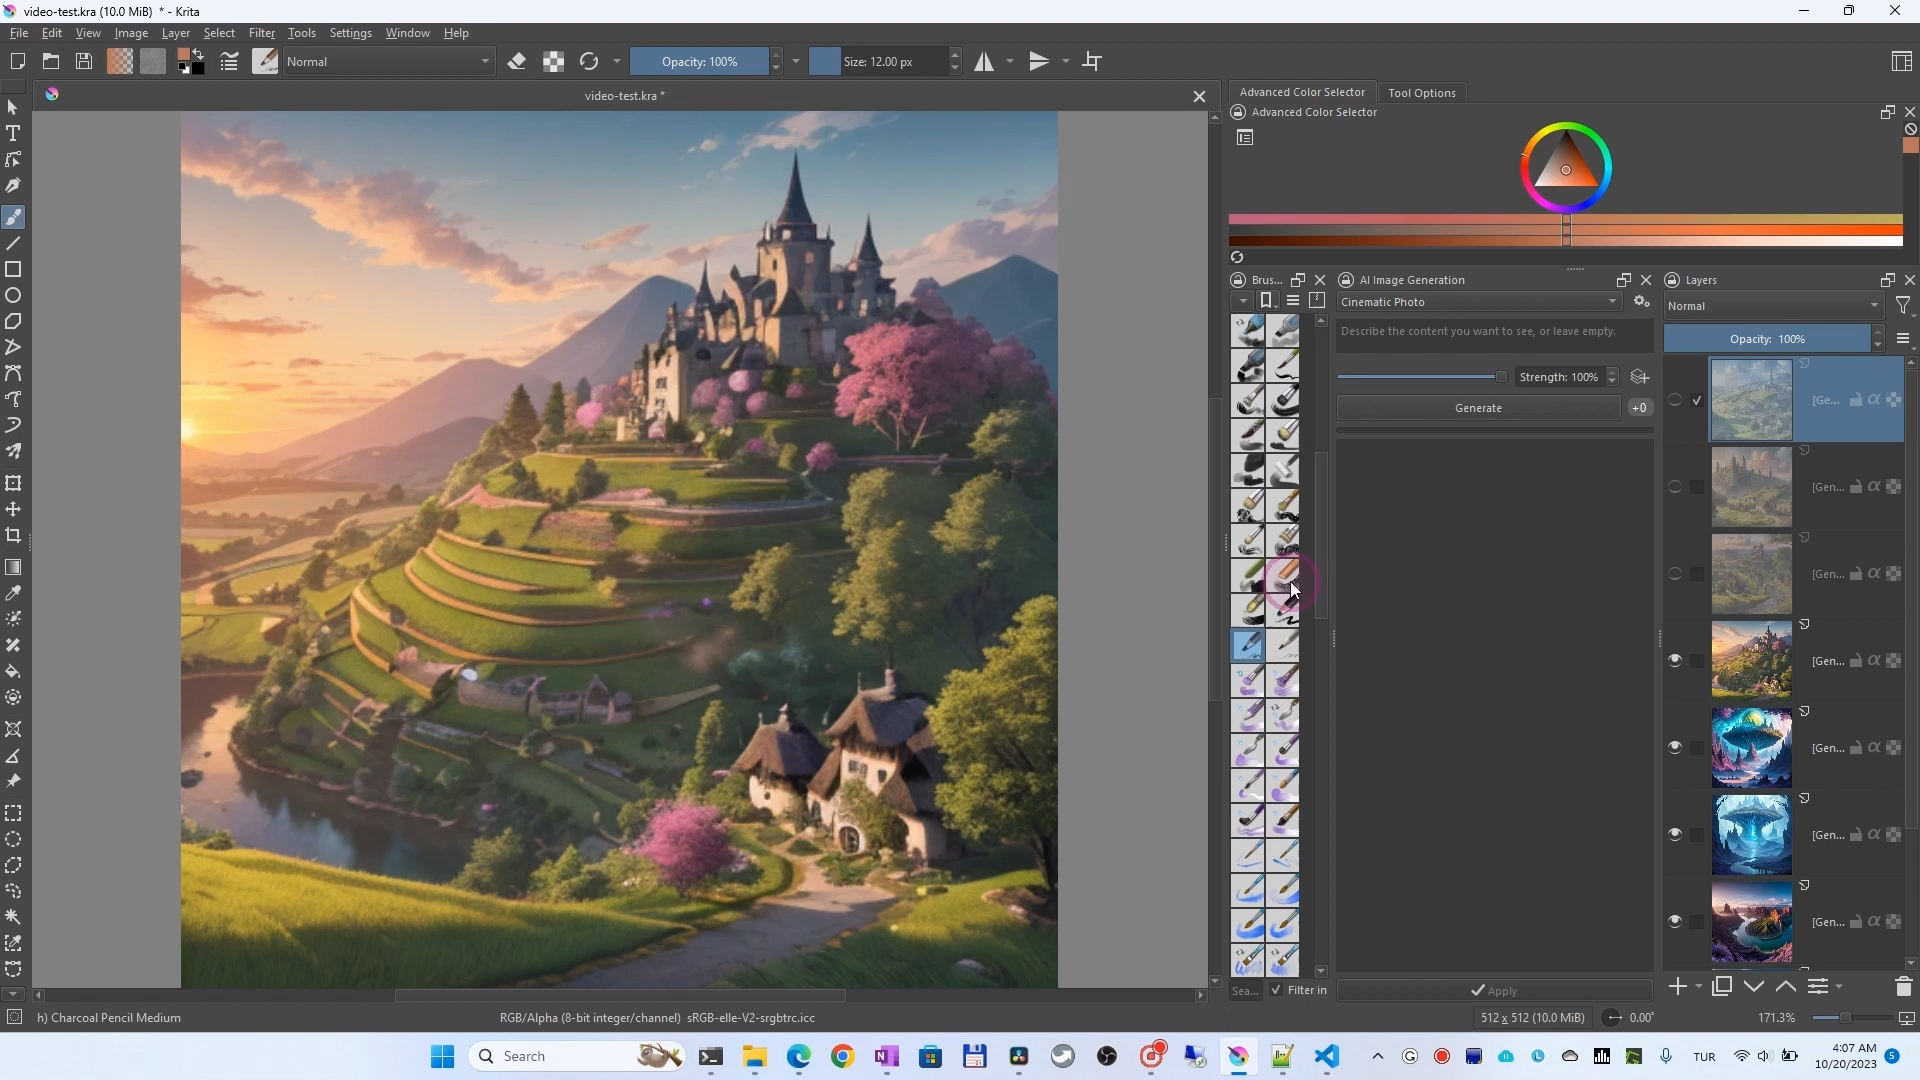 video-test.kra (10.0 MiB)  * - Krita
File Edit View Image Layer Select Filter Tools Settings Window Help
Normal
Opacity: 100%
Size: 12.00 px
video-test.kra *
Advanced Color Selector
Tool Options
Advanced Color Selector
Brus...
AI Image Generation
Layers
Cinematic Photo
Normal
Describe the content you want to see, or leave empty.
Opacity:  100%
Strength: 100%
Generate
+0
[Ge...
[Gen...
[Gen...
[Gen...
[Gen...
[Gen...
[Gen...
Sea...
Filter in
Apply
h) Charcoal Pencil Medium
RGB/Alpha (8-bit integer/channel)  sRGB-elle-V2-srgbtrc.icc
512 x 512 (10.0 MiB)
0.00°
171.3%
Search
TUR
4:07 AM
10/20/2023
5